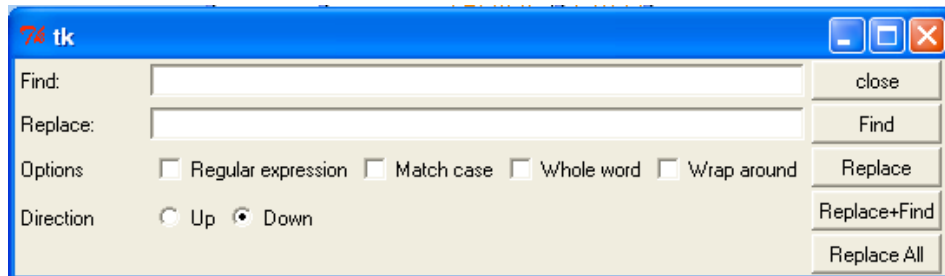 tk
Find: close
Replace: Find
Options Regular expression Match case Whole word Wrap around Replace
Direction Up Down Replace+Find
Replace All